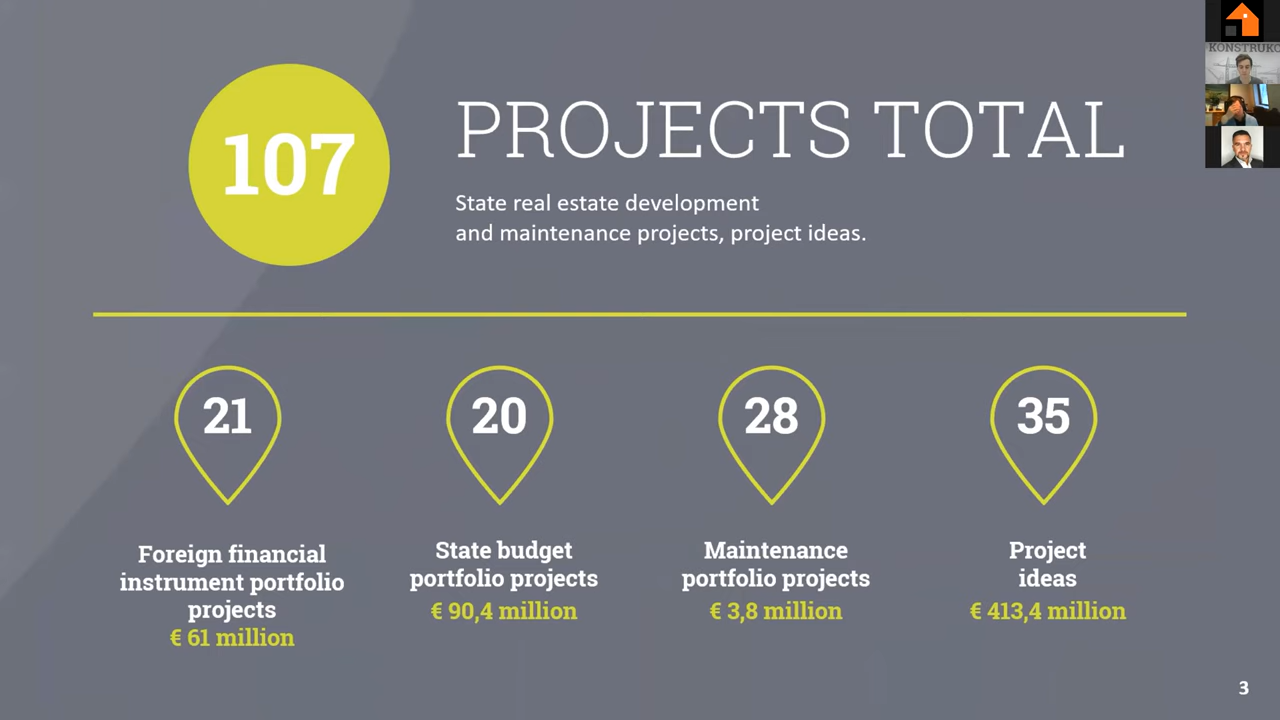 107
PROJECTS TOTAL
State real estate development
and maintenance projects, project ideas.
21
Foreign financial
instrument portfolio
projects
€ 61 million
20
State budget
portfolio projects
€ 90,4 million
28
Maintenance
portfolio projects
€ 3,8 million
35
Project
ideas
€ 413,4 million
3
KONSTRUKC